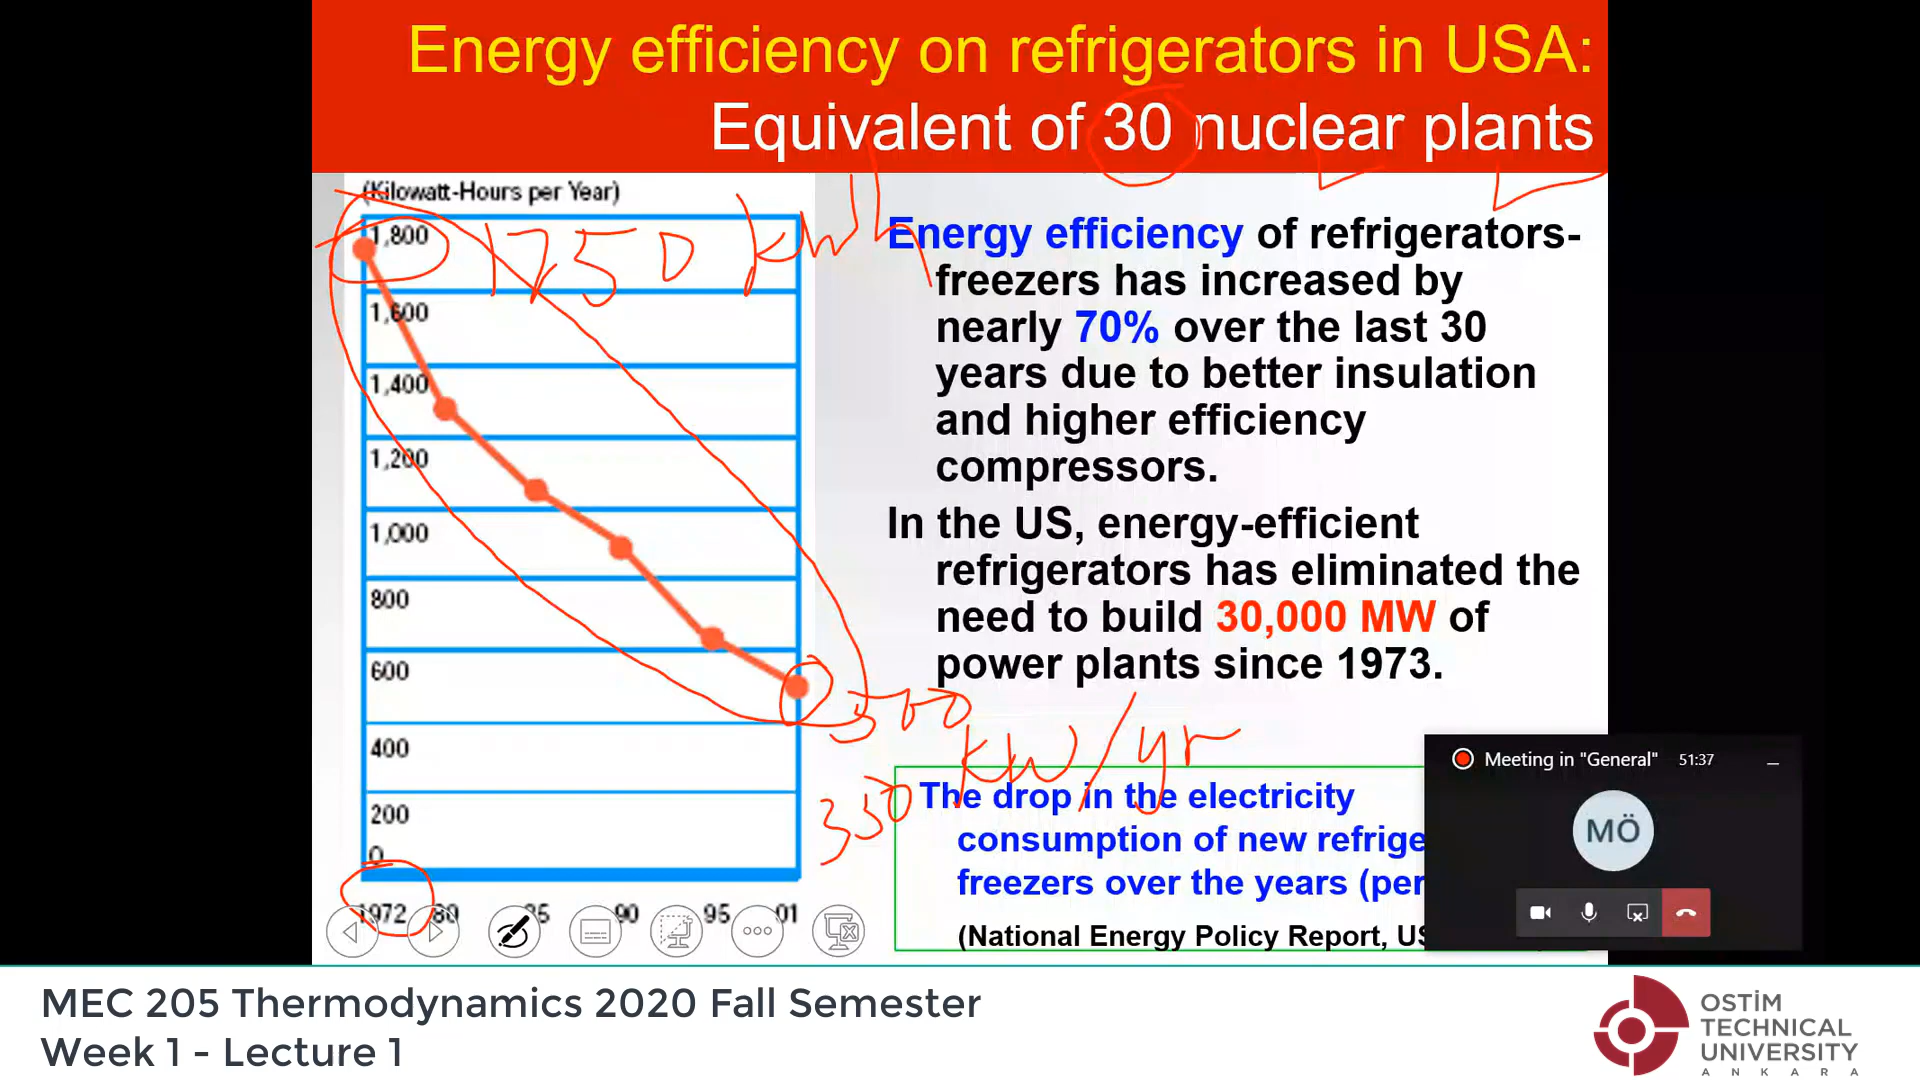 Energy efficiency on refrigerators in USA:
Equivalent of 30 nuclear plants
(Kilowatt-Hours per Year)
1,800
1,600
1,400
1,200
1,000
800
600
400
200
0
1972 80 85 90 95 01
1250 kWh
500
kW/yr
350
Energy efficiency of refrigerators-
freezers has increased by
nearly 70% over the last 30
years due to better insulation
and higher efficiency
compressors.
In the US, energy-efficient
refrigerators has eliminated the
need to build 30,000 MW of
power plants since 1973.
The drop in the electricity
consumption of new refrige
freezers over the years (per
(National Energy Policy Report, US
Meeting in "General" 51:37
MÖ
MEC 205 Thermodynamics 2020 Fall Semester
Week 1 - Lecture 1
OSTİM
TECHNICAL
UNIVERSITY
ANKARA